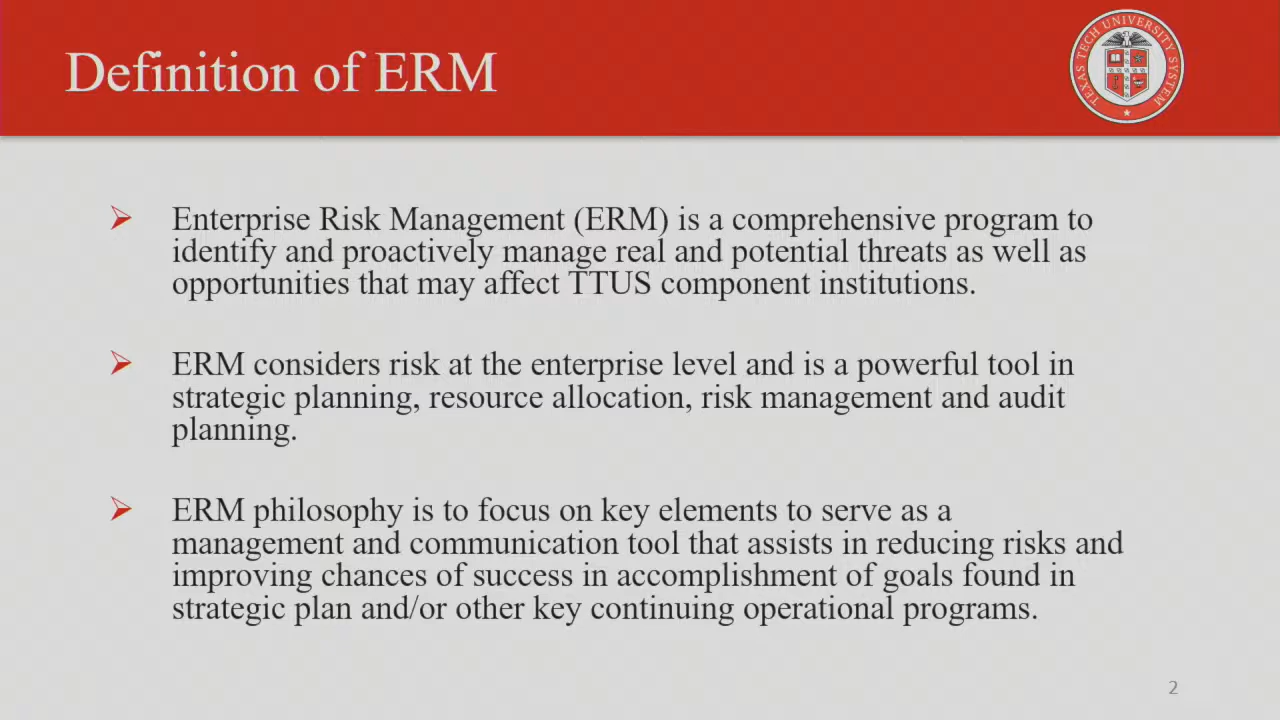 Definition of ERM
TEXAS TECH UNIVERSITY SYSTEM
Enterprise Risk Management (ERM) is a comprehensive program to
identify and proactively manage real and potential threats as well as
opportunities that may affect TTUS component institutions.
ERM considers risk at the enterprise level and is a powerful tool in
strategic planning, resource allocation, risk management and audit
planning.
ERM philosophy is to focus on key elements to serve as a
management and communication tool that assists in reducing risks and
improving chances of success in accomplishment of goals found in
strategic plan and/or other key continuing operational programs.
2